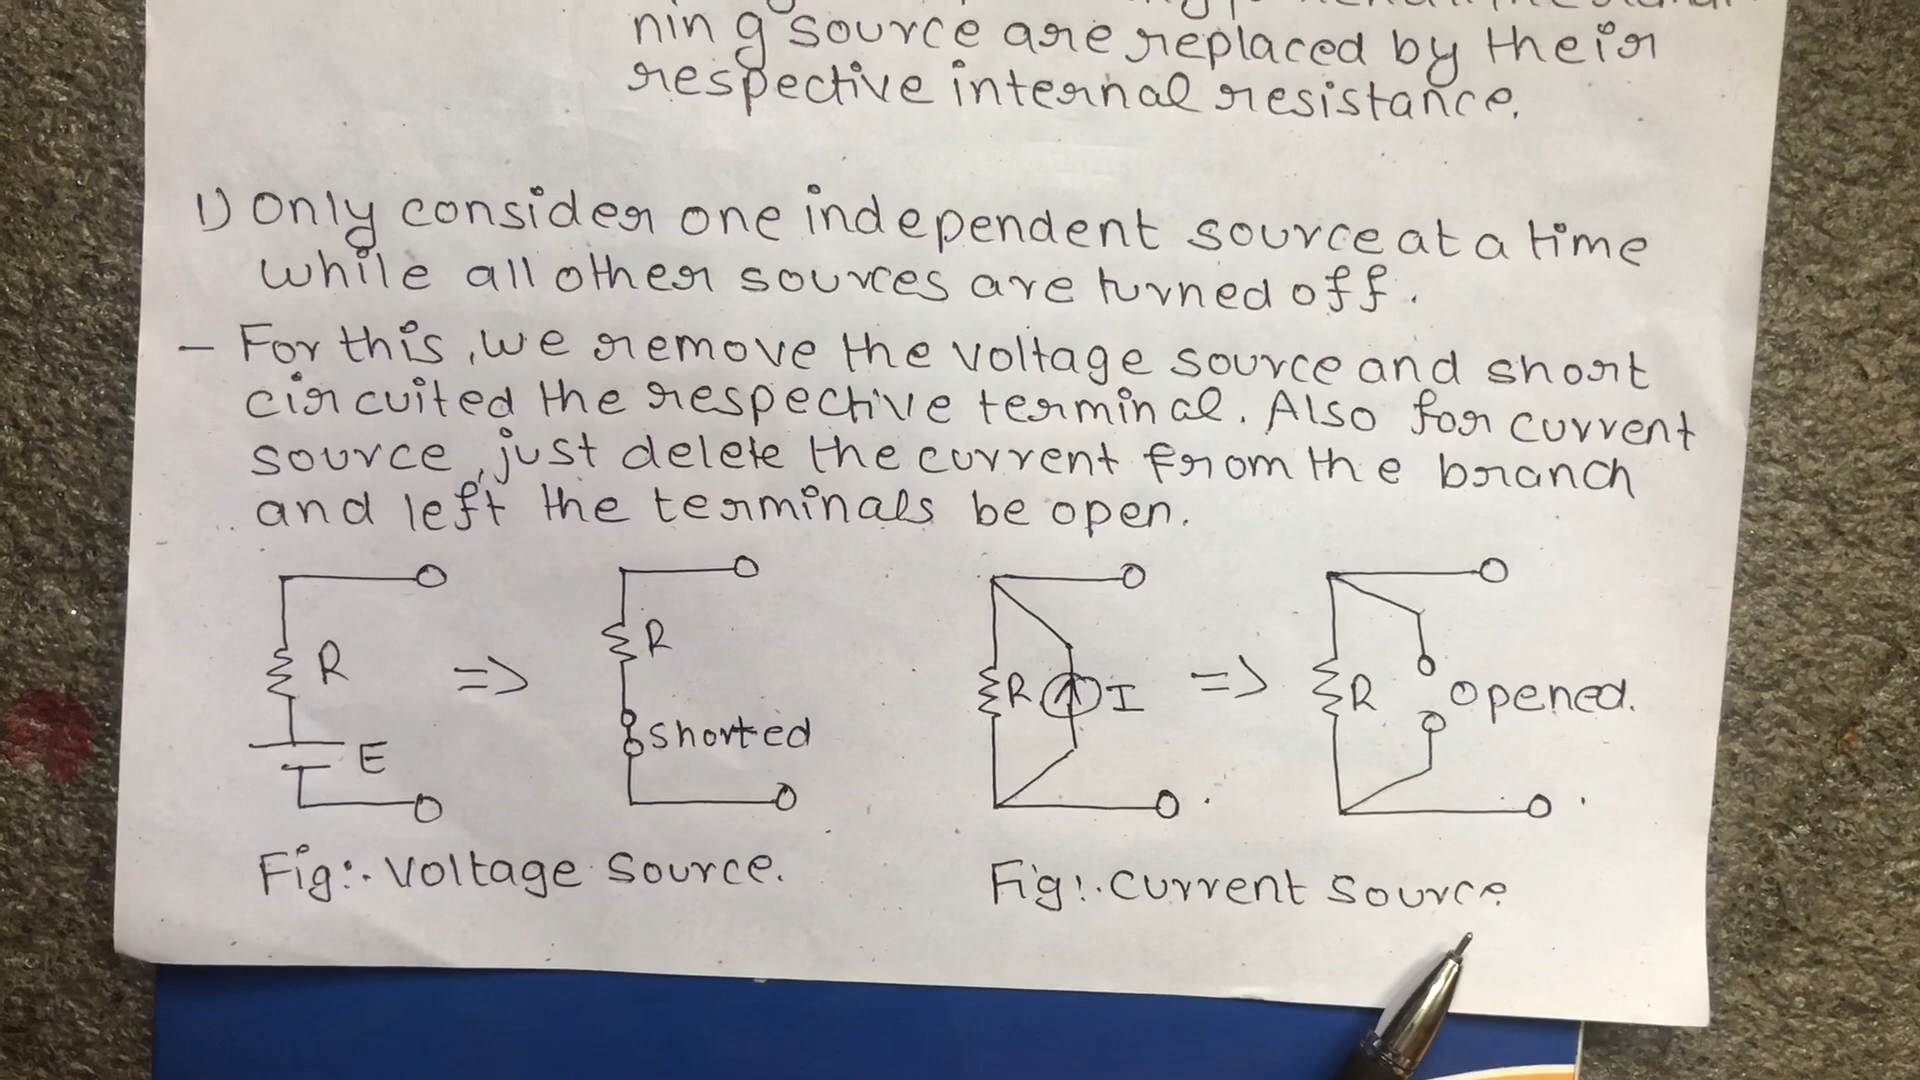 ning source are replaced by their
respective internal resistance.
1) Only consider one independent source at a time
while all other sources are turned off.
- For this, we remove the voltage source and short
circuited the respective terminal. Also for current
source, just delete the current from the branch
and left the terminals be open.
R
E
=>
R
shorted
R
I
=>
R
opened.
Fig:. Voltage Source.
Fig:. Current Source